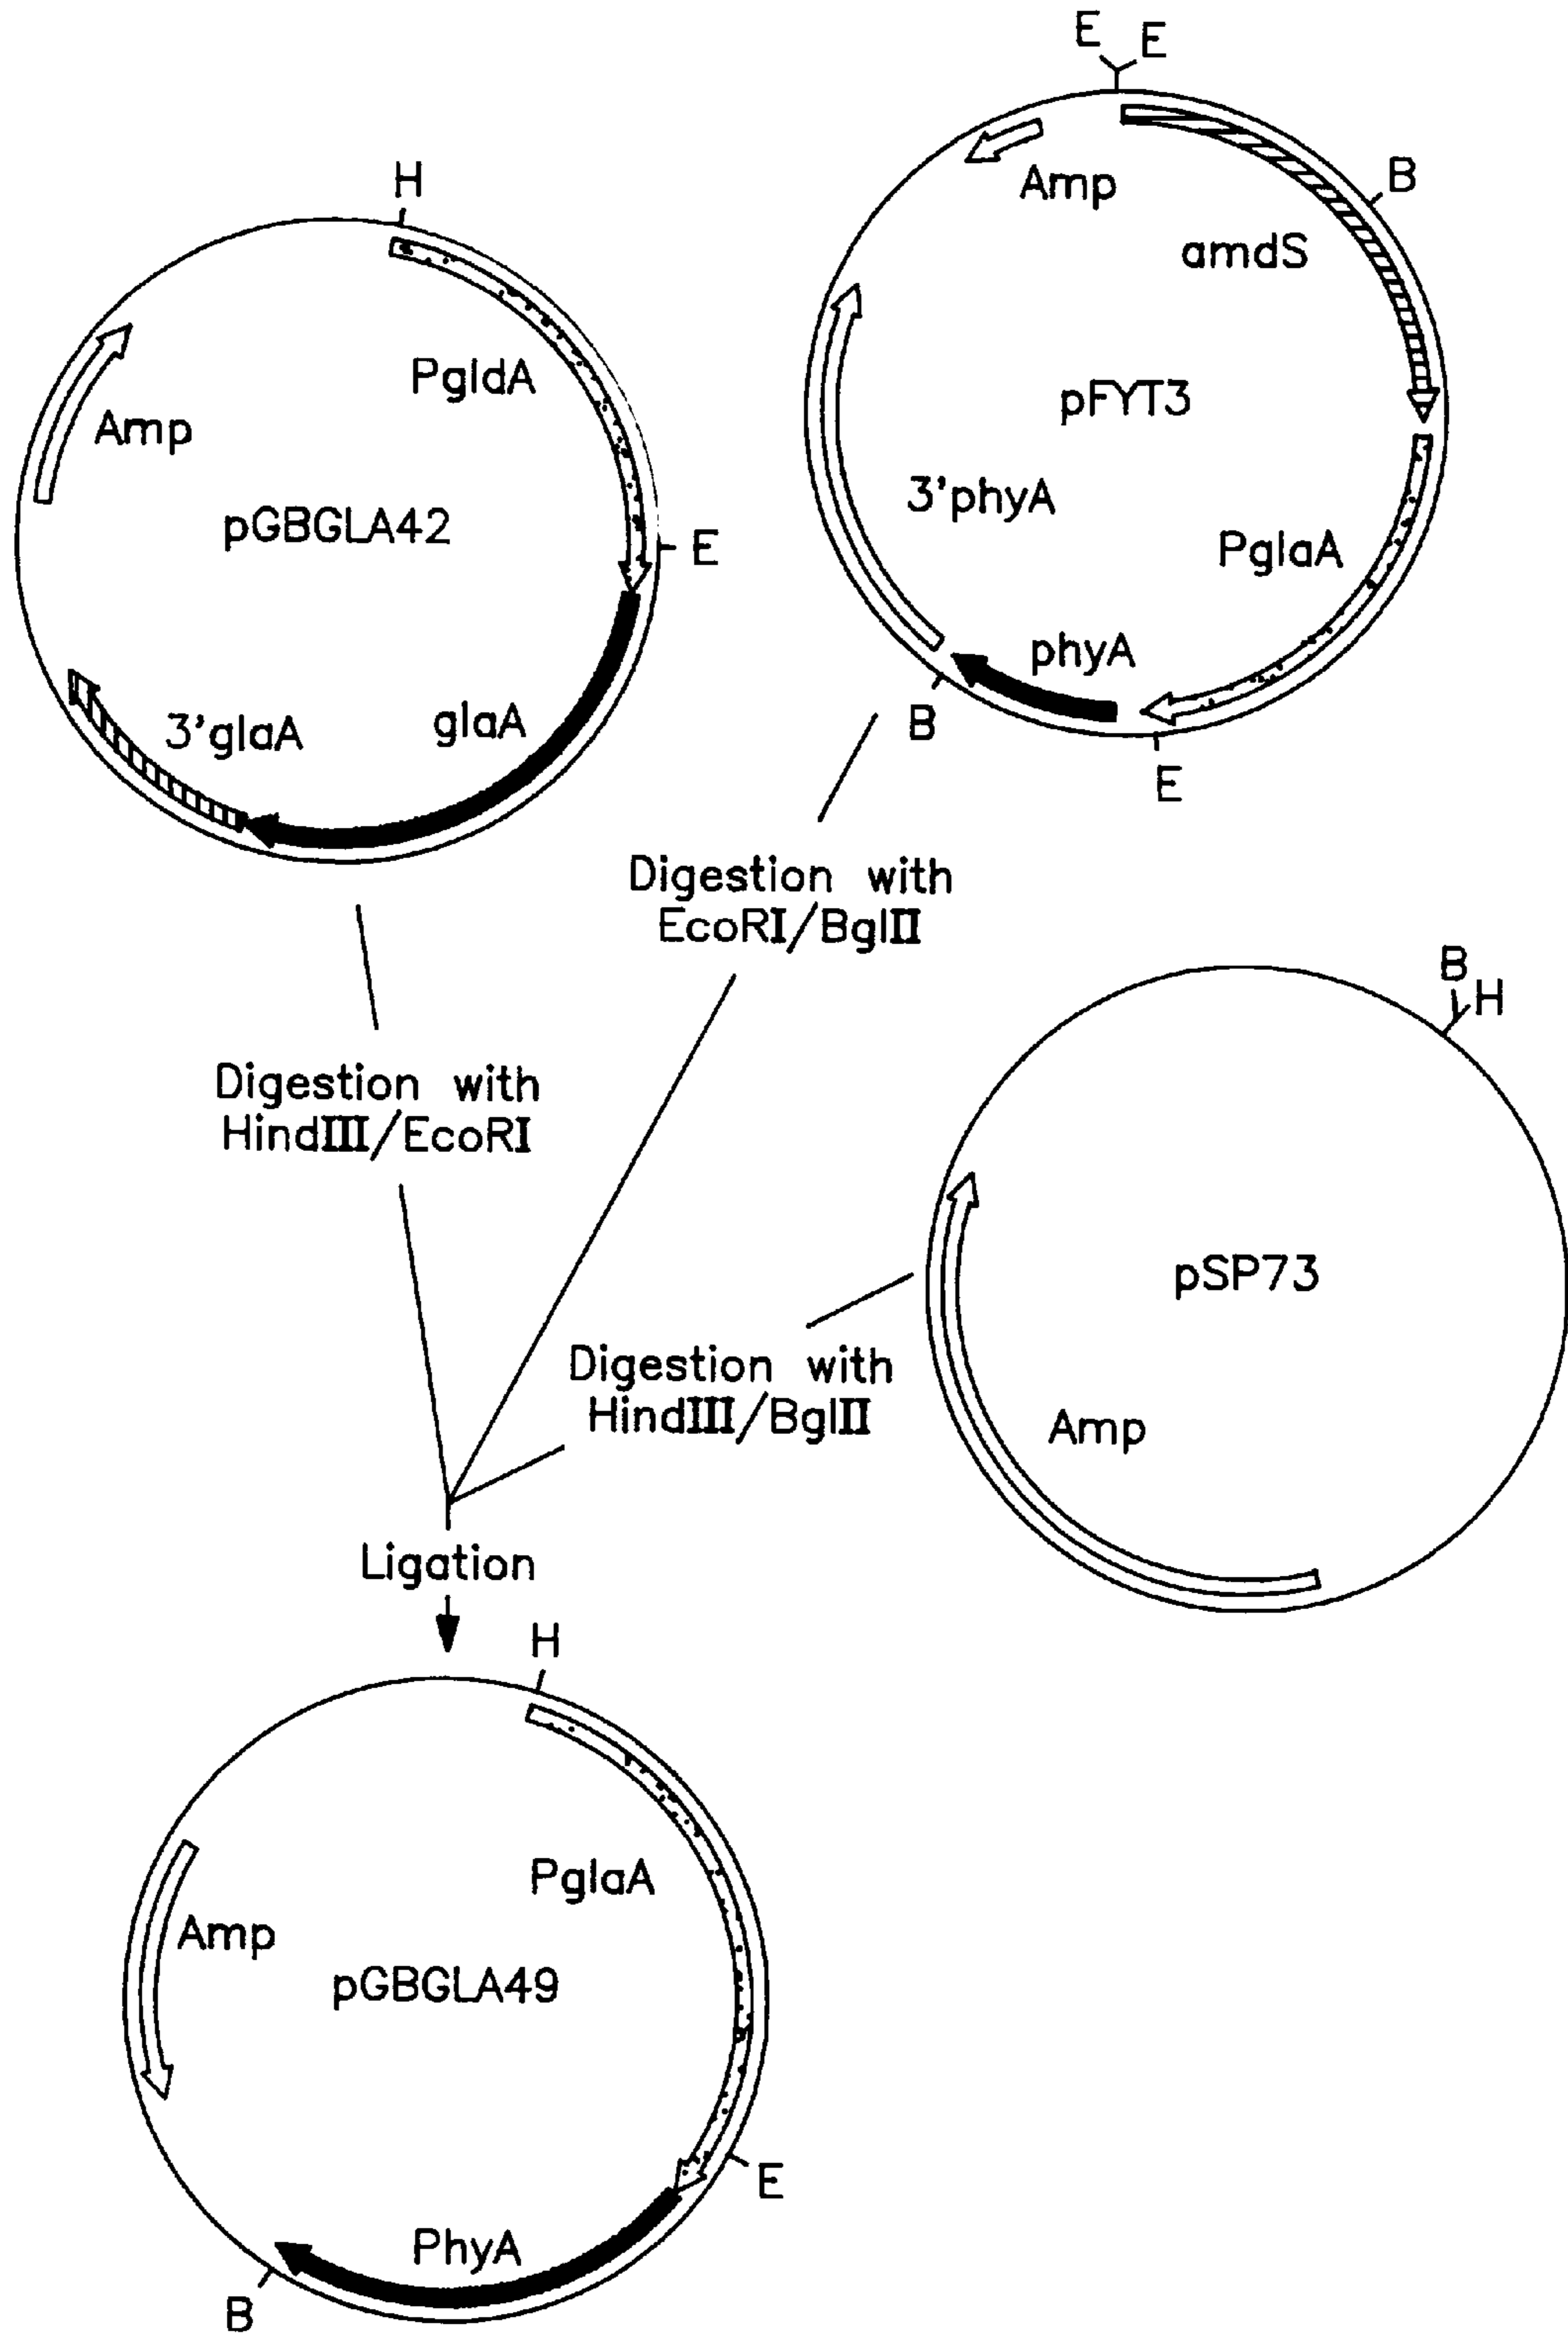 E E
H
Amp
B
amdS
PgldA
pFYT3
Amp
3'phyA
pGBGLA42
E
PglaA
phyA
3'glaA
glaA
B
E
Digestion with
EcoRI/BglII
B
H
Digestion with
HindIII/EcoRI
pSP73
Digestion with
HindIII/BglII
Amp
Ligation
H
PglaA
Amp
pGBGLA49
E
PhyA
B